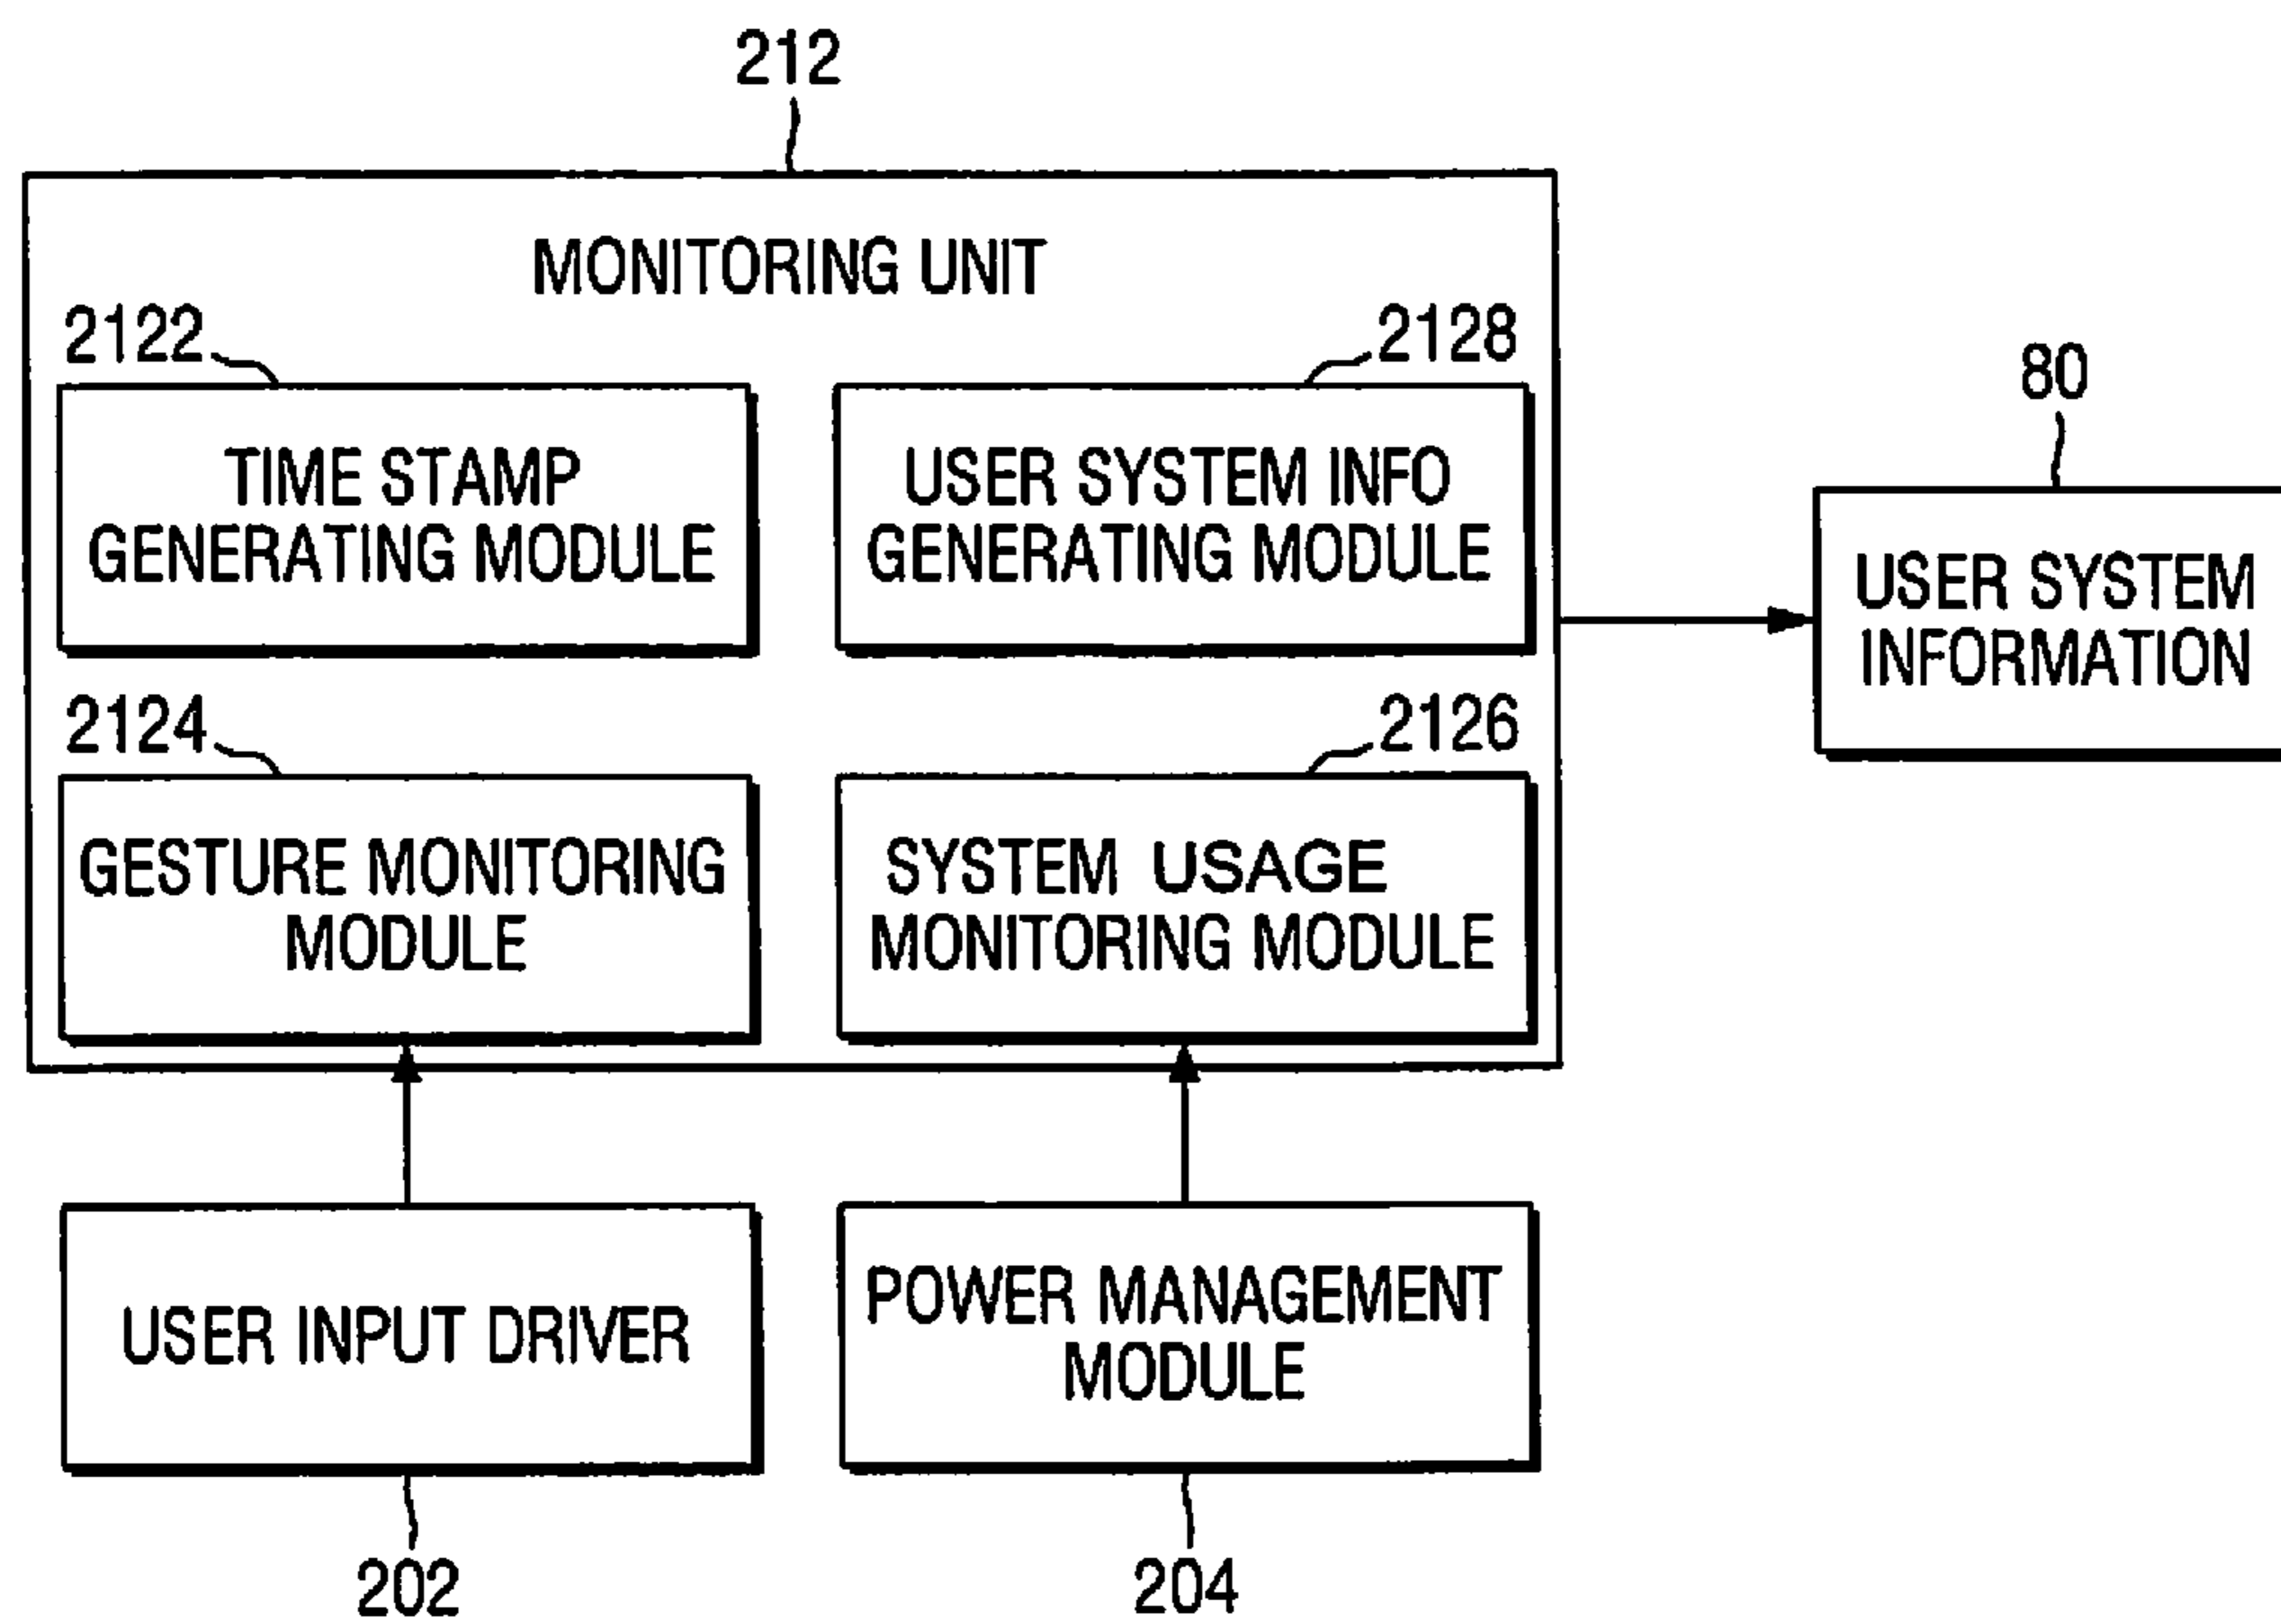 212
MONITORING UNIT
2122
2128
TIME STAMP
GENERATING MODULE
USER SYSTEM INFO
GENERATING MODULE
80
USER SYSTEM
INFORMATION
2124
2126
GESTURE MONITORING
MODULE
SYSTEM USAGE
MONITORING MODULE
USER INPUT DRIVER
POWER MANAGEMENT
MODULE
202
204